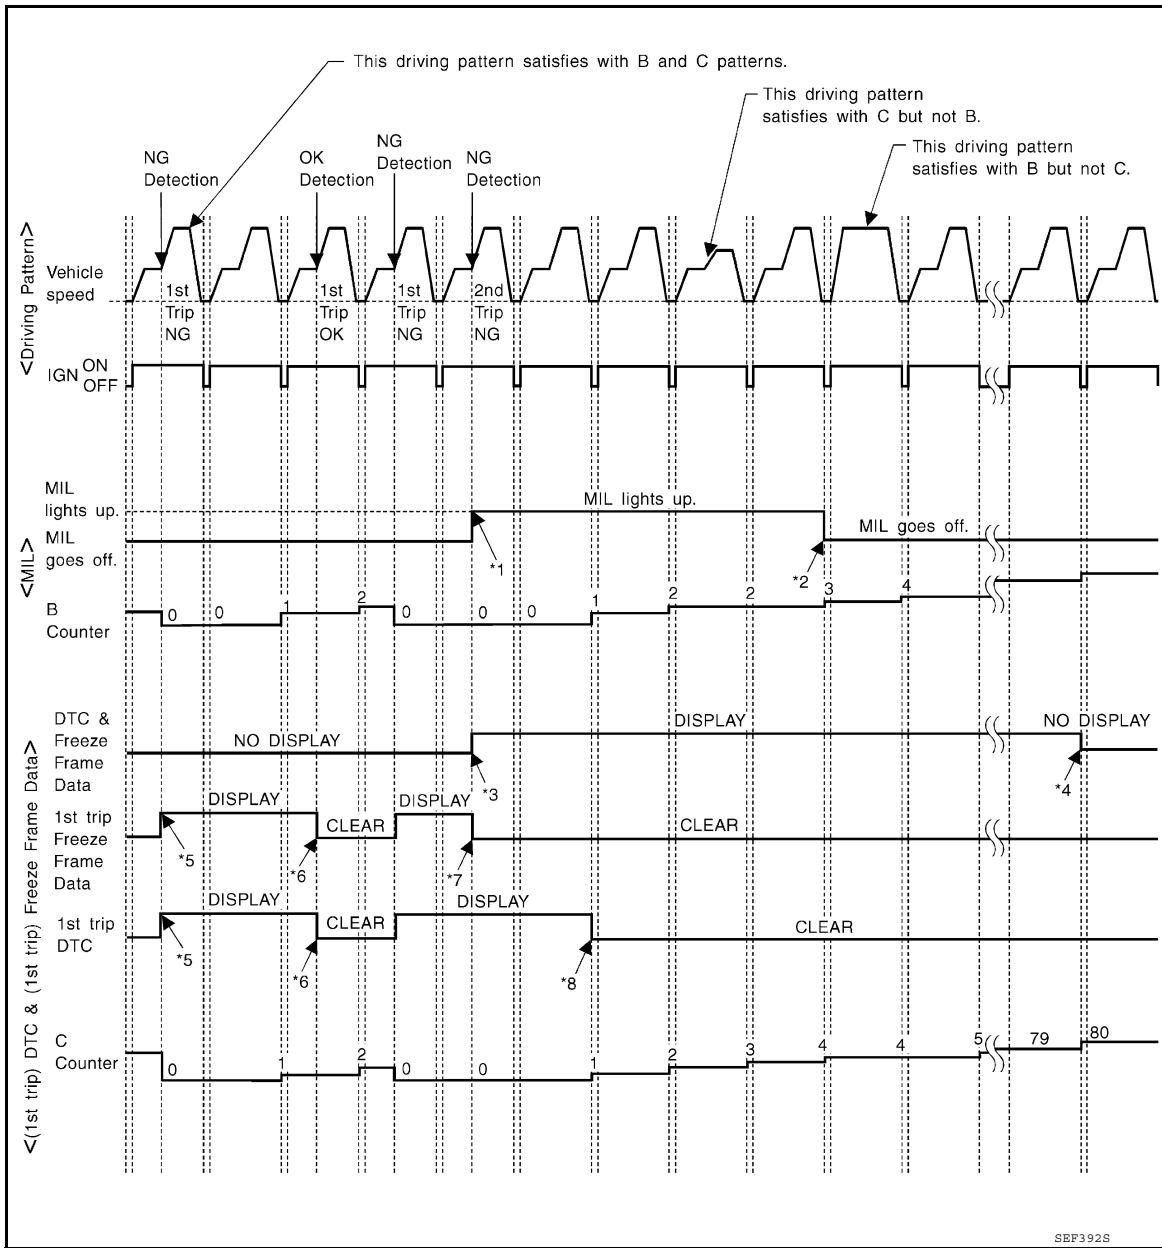 This driving pattern satisfies with B and C patterns.
This driving pattern
satisfies with C but not B.
This driving pattern
satisfies with B but not C.
NG
Detection
OK
Detection
NG
Detection
NG
Detection
<Driving Pattern>
Vehicle
speed
1st
Trip
NG
1st
Trip
OK
1st
Trip
NG
2nd
Trip
NG
IGN ON
OFF
<MIL>
MIL
lights up.
MIL lights up.
MIL
goes off.
MIL goes off.
*1
*2
B
Counter
0 0 1 2 0 0 0 1 2 2 3 4
<(1st trip) DTC & (1st trip) Freeze Frame Data>
DTC &
Freeze
Frame
Data
NO DISPLAY
DISPLAY
NO DISPLAY
*3
*4
1st trip
Freeze
Frame
Data
DISPLAY
CLEAR
DISPLAY
CLEAR
*5
*6
*7
1st trip
DTC
DISPLAY
CLEAR
DISPLAY
CLEAR
*5
*6
*8
C
Counter
0 1 2 0 0 1 2 3 4 4 5 79 80
SEF392S